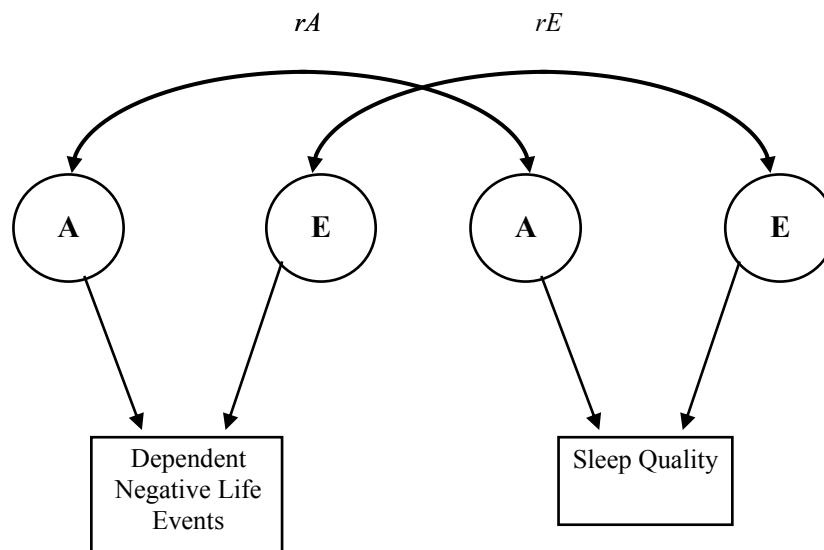 rA rE
A E A E
Dependent
Negative Life
Events
Sleep Quality